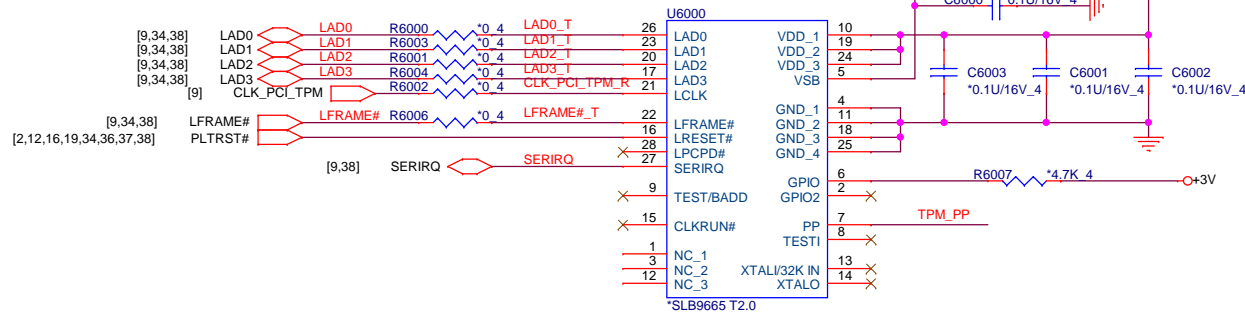 U6000
C6000 0.1U/16V_4
[9,34,38] LAD0 LAD0 R6000 *0_4 LAD0_T 26 LAD0 VDD_1 10
[9,34,38] LAD1 LAD1 R6003 *0_4 LAD1_T 23 LAD1 VDD_2 19
[9,34,38] LAD2 LAD2 R6001 *0_4 LAD2_T 20 LAD2 VDD_3 24
[9,34,38] LAD3 LAD3 R6004 *0_4 LAD3_T 17 LAD3 VSB 5
C6003 C6001 C6002
*0.1U/16V_4 *0.1U/16V_4 *0.1U/16V_4
[9] CLK_PCI_TPM R6002 *0_4 CLK_PCI_TPM_R 21 LCLK
GND_1 4
[9,34,38] LFRAME# LFRAME# R6006 *0_4 LFRAME#_T 22 LFRAME# GND_2 11
[2,12,16,19,34,36,37,38] PLTRST# 16 LRESET# GND_3 18
28 LPCPD# GND_4 25
[9,38] SERIRQ SERIRQ 27 SERIRQ
GPIO 6 R6007 *4.7K_4 +3V
9 TEST/BADD GPIO2 2
15 CLKRUN# PP 7 TPM_PP
TESTI 8
1 NC_1
3 NC_2 XTALI/32K IN 13
12 NC_3 XTALO 14
*SLB9665 T2.0